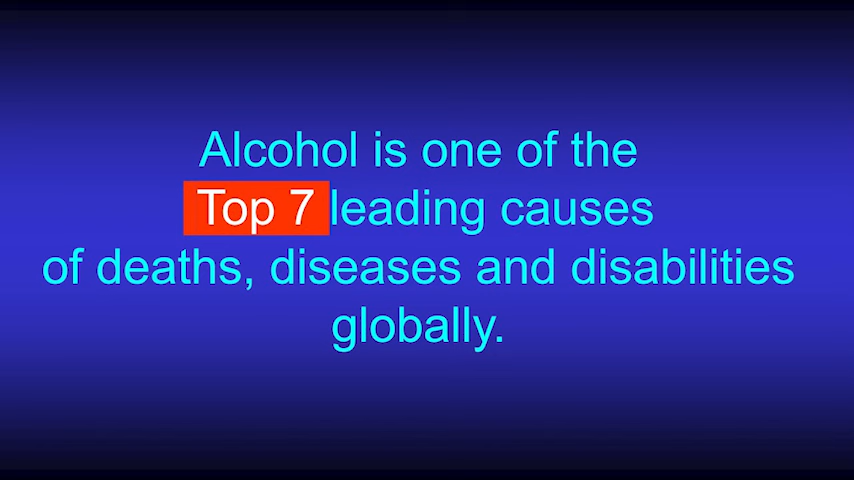 Alcohol is one of the
Top 7 leading causes
of deaths, diseases and disabilities
globally.